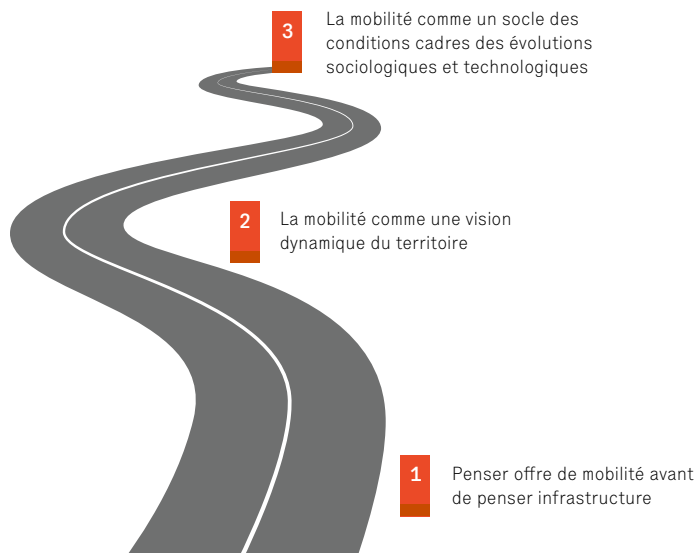 3
La mobilité comme un socle des
conditions cadres des évolutions
sociologiques et technologiques
2
La mobilité comme une vision
dynamique du territoire
1
Penser offre de mobilité avant
de penser infrastructure